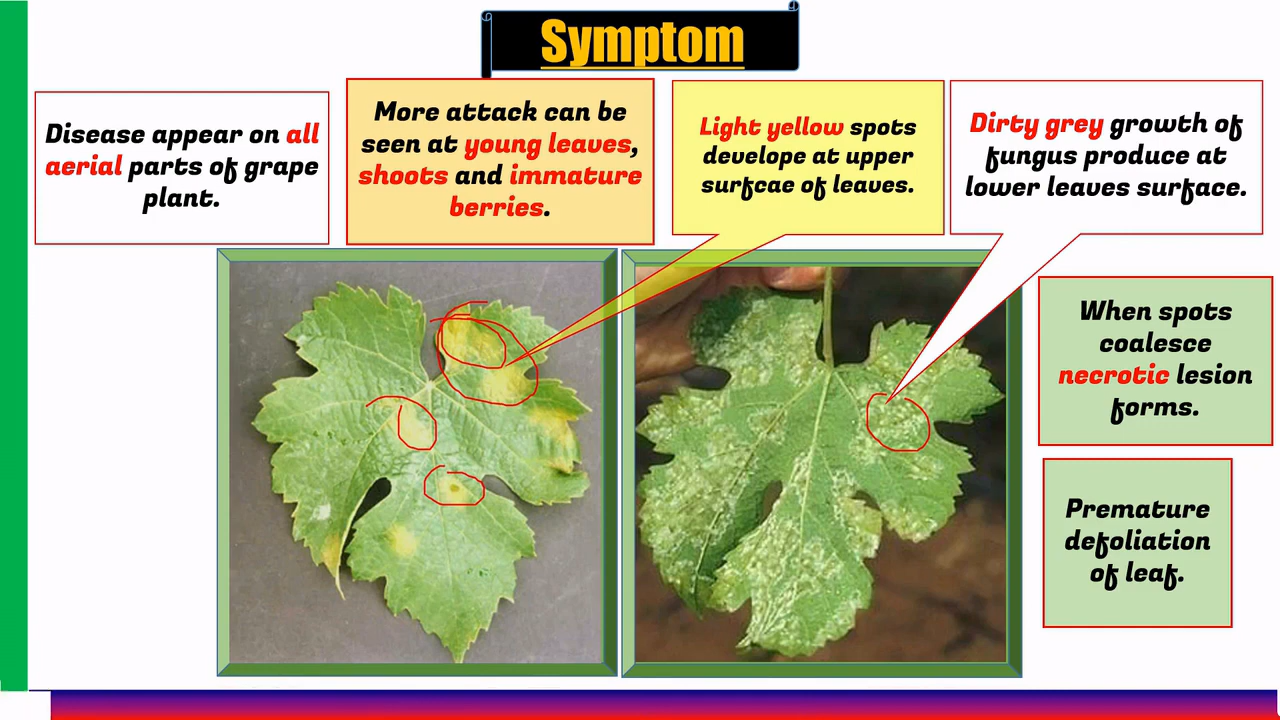 Symptom
Disease appear on all
aerial parts of grape
plant.
More attack can be
seen at young leaves,
shoots and immature
berries.
Light yellow spots
develope at upper
surfcae of leaves.
Dirty grey growth of
fungus produce at
lower leaves surface.
When spots
coalesce
necrotic lesion
forms.
Premature
defoliation
of leaf.